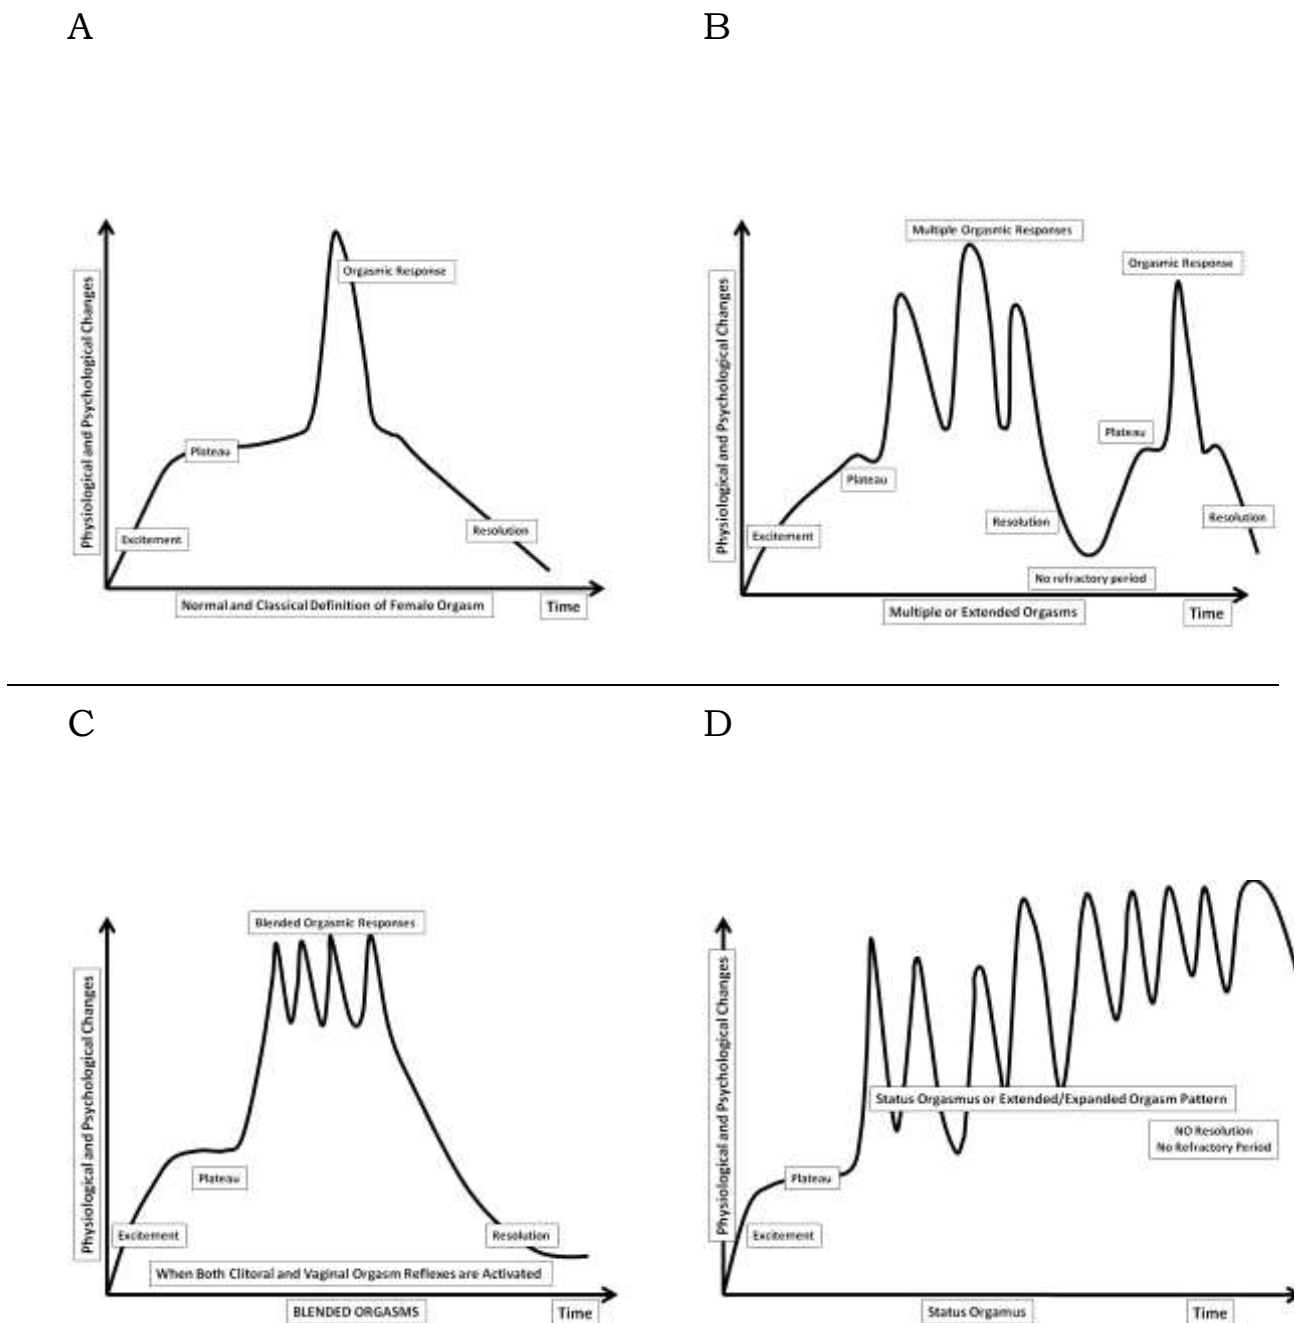 A
B
Physiological and Psychological Changes
Orgasmic Response
Plateau
Excitement
Resolution
Normal and Classical Definition of Female Orgasm
Time
Physiological and Psychological Changes
Multiple Orgasmic Responses
Orgasmic Response
Plateau
Plateau
Excitement
Resolution
Resolution
No refractory period
Multiple or Extended Orgasms
Time
C
D
Physiological and Psychological Changes
Blended Orgasmic Responses
Plateau
Excitement
Resolution
When Both Clitoral and Vaginal Orgasm Reflexes are Activated
BLENDED ORGASMS
Time
Physiological and Psychological Changes
Status Orgasmus or Extended/Expanded Orgasm Pattern
NO Resolution
No Refractory Period
Plateau
Excitement
Status Orgamus
Time